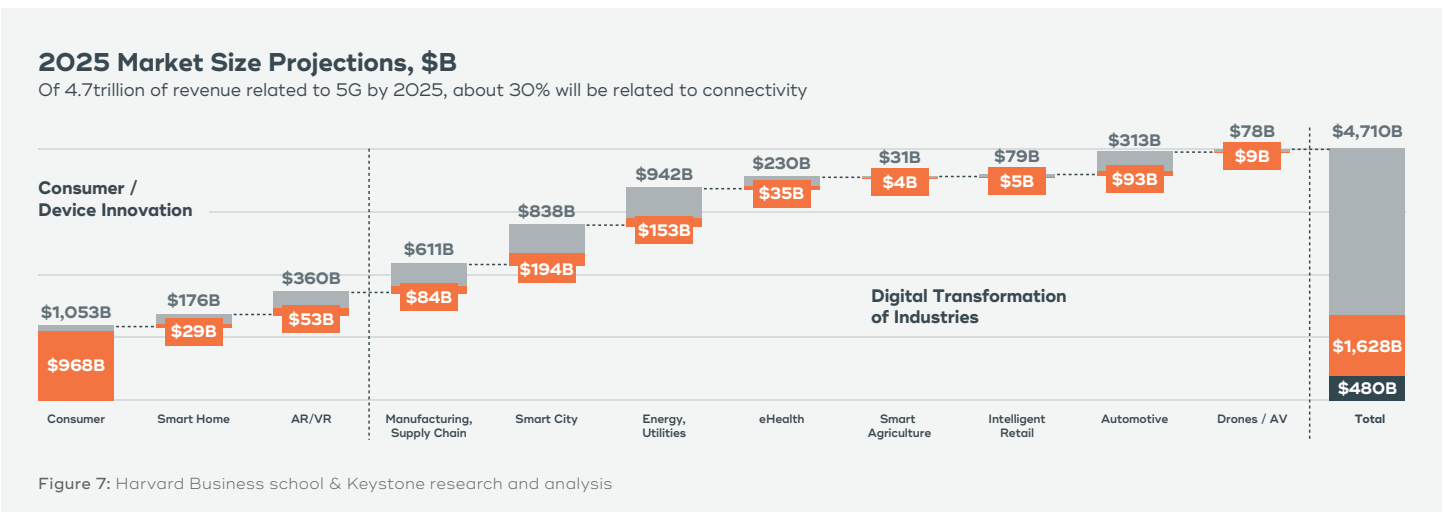 2025 Market Size Projections, $B
Of 4.7trillion of revenue related to 5G by 2025, about 30% will be related to connectivity
Consumer /
Device Innovation
$1,053B
$968B
$176B
$29B
$360B
$53B
$611B
$84B
$838B
$194B
$942B
$153B
$230B
$35B
$31B
$4B
$79B
$5B
$313B
$93B
$78B
$9B
$4,710B
$1,628B
$480B
Digital Transformation
of Industries
Consumer
Smart Home
AR/VR
Manufacturing,
Supply Chain
Smart City
Energy,
Utilities
eHealth
Smart
Agriculture
Intelligent
Retail
Automotive
Drones / AV
Total
Figure 7: Harvard Business school & Keystone research and analysis